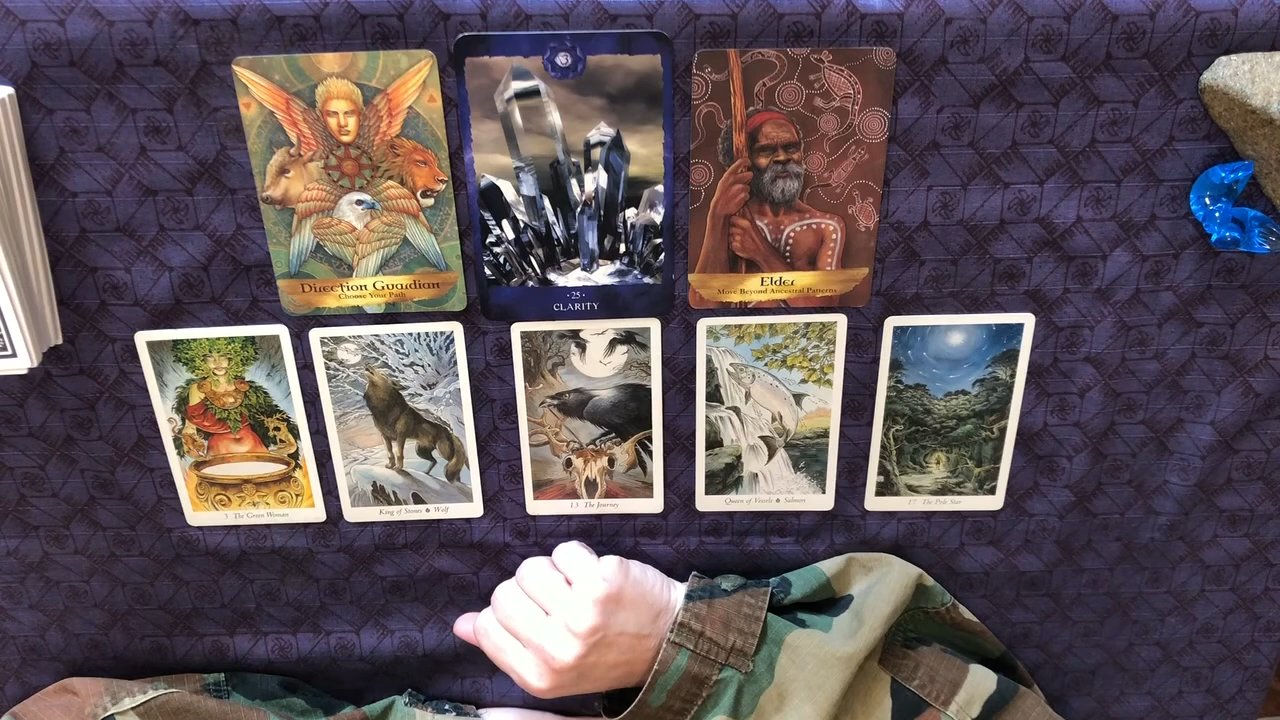 Direction Guardian
Choose Your Path
· 25 ·
CLARITY
Elder
Move Beyond Ancestral Patterns
3 The Green Woman
King of Stones Wolf
13 The Journey
Queen of Vessels Salmon
17 The Pole Star